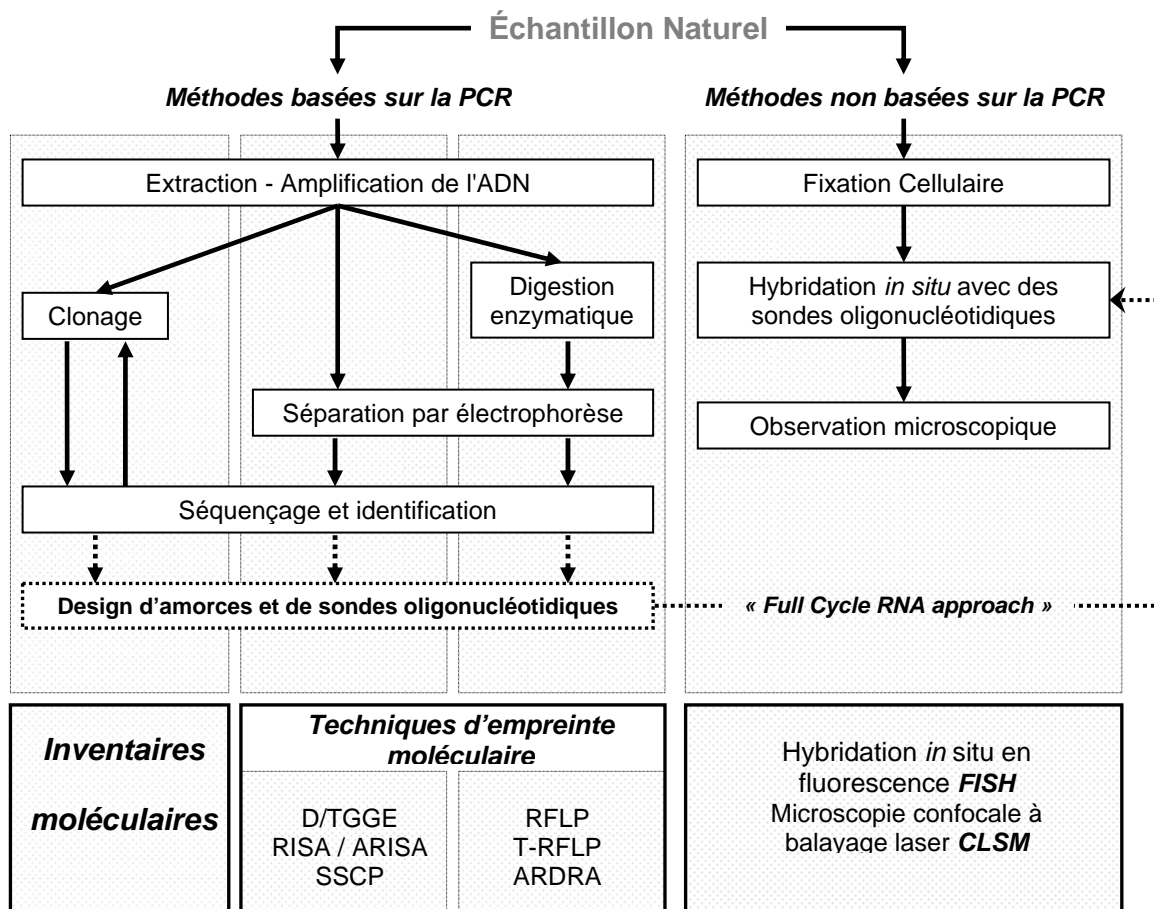 Échantillon Naturel
Méthodes basées sur la PCR
Méthodes non basées sur la PCR
Extraction - Amplification de l'ADN
Fixation Cellulaire
Clonage
Digestion
enzymatique
Hybridation in situ avec des
sondes oligonucléotidiques
Séparation par électrophorèse
Observation microscopique
Séquençage et identification
Design d’amorces et de sondes oligonucléotidiques
« Full Cycle RNA approach »
Inventaires
moléculaires
Techniques d’empreinte
moléculaire
D/TGGE
RISA / ARISA
SSCP
RFLP
T-RFLP
ARDRA
Hybridation in situ en
fluorescence FISH
Microscopie confocale à
balayage laser CLSM